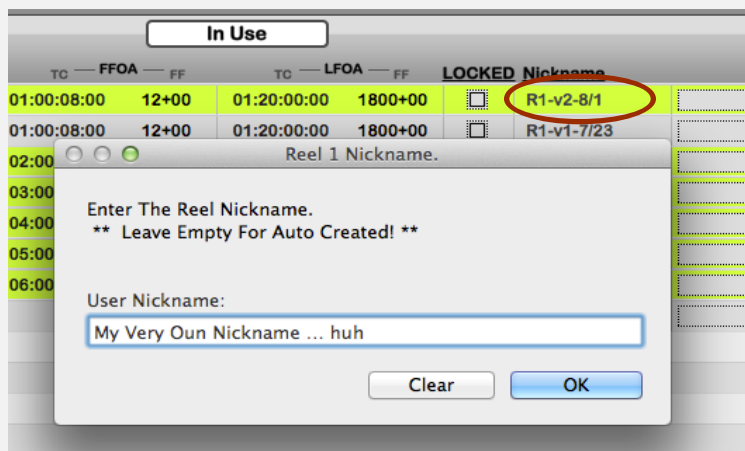 In Use
TC — FFOA — FF TC — LFOA — FF LOCKED Nickname
01:00:08:00 12+00 01:20:00:00 1800+00 R1-v2-8/1
01:00:08:00 12+00 01:20:00:00 1800+00 R1-v1-7/23
02:00
03:00
04:00
05:00
06:00
Reel 1 Nickname.
Enter The Reel Nickname.
** Leave Empty For Auto Created! **
User Nickname:
My Very Oun Nickname ... huh
Clear OK